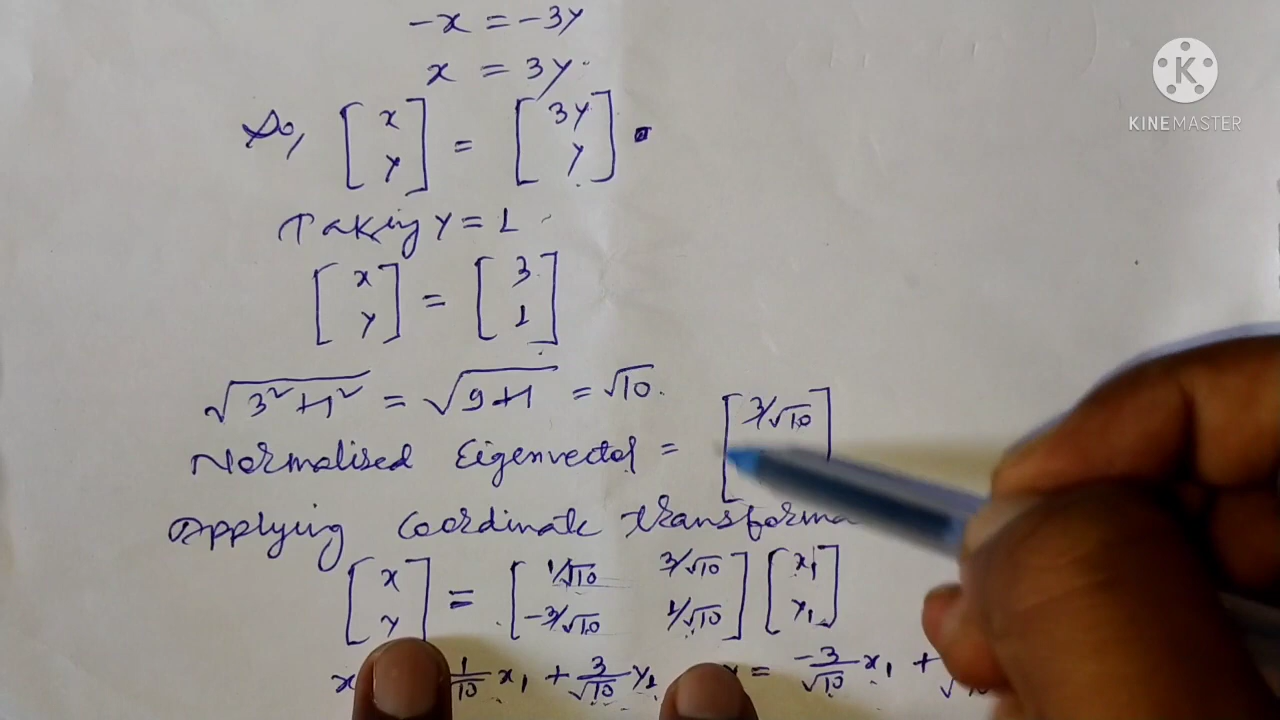 -x = -3y
x = 3y
K
KINEMASTER
So, [x y] = [3y y]
Taking y = 1
[x y] = [3 1]
√3²+1² = √9+1 = √10.
Normalised Eigenvector = [3/√10
Applying Coordinate transforma
[x y] = [1/√10 3/√10 -3/√10 1/√10] [x₁ y₁]
x 1/√10 x₁ + 3/√10 y₁ y = -3/√10 x₁ +